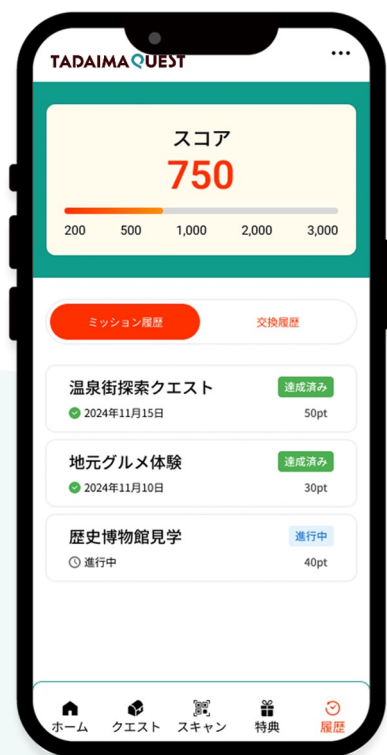 TADAIMA QUEST
スコア
750
200 500 1,000 2,000 3,000
ミッション履歴 交換履歴
温泉街探索クエスト 達成済み
2024年11月15日 50pt
地元グルメ体験 達成済み
2024年11月10日 30pt
歴史博物館見学 進行中
進行中 40pt
ホーム クエスト スキャン 特典 履歴